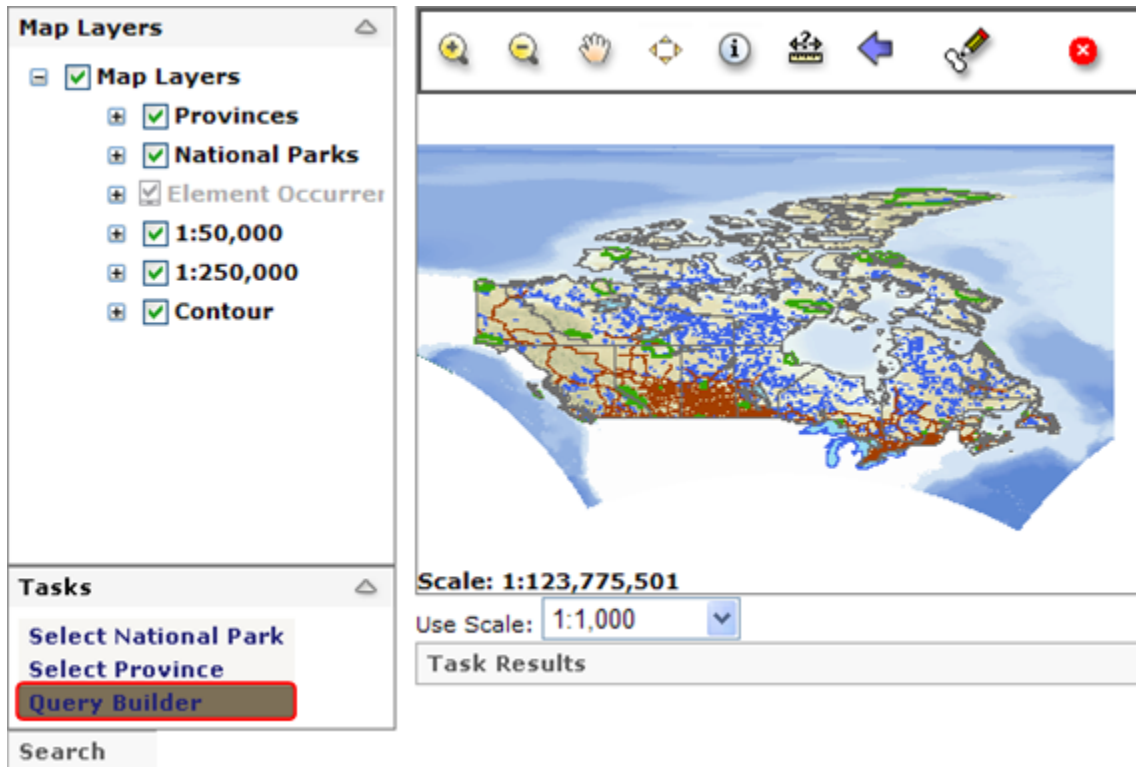 Map Layers
Map Layers
Provinces
National Parks
Element Occurrer
1:50,000
1:250,000
Contour
Tasks
Select National Park
Select Province
Query Builder
Search
Scale: 1:123,775,501
Use Scale: 1:1,000
Task Results